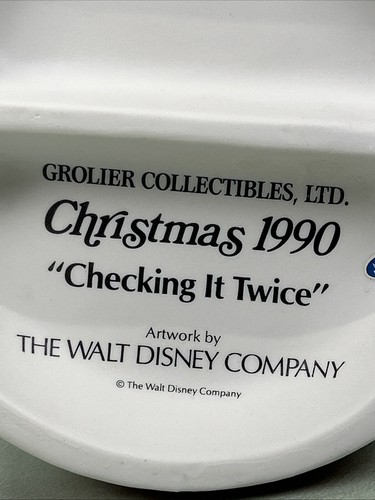 GROLIER COLLECTIBLES, LTD.
Christmas 1990
“Checking It Twice”
Artwork by
THE WALT DISNEY COMPANY
© The Walt Disney Company